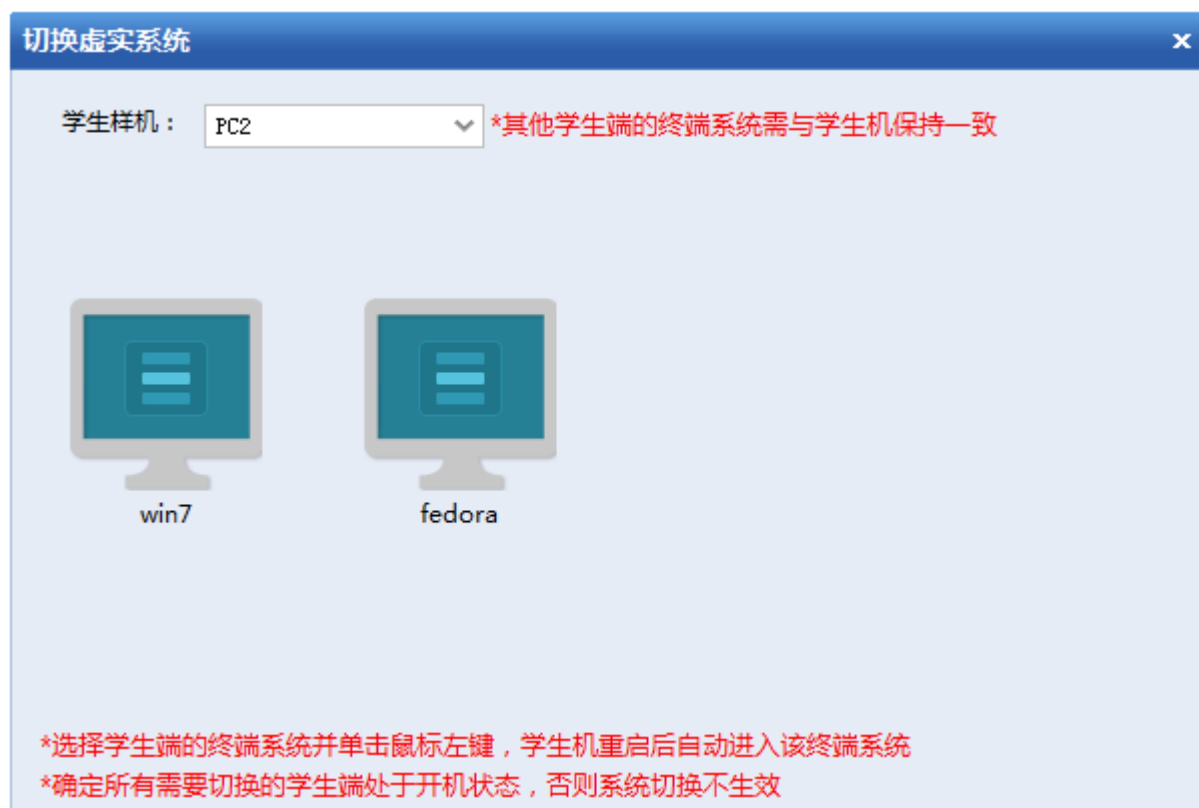 切换虚实系统 x
学生样机： PC2 *其他学生端的终端系统需与学生机保持一致
win7 fedora
*选择学生端的终端系统并单击鼠标左键，学生机重启后自动进入该终端系统
*确定所有需要切换的学生端处于开机状态，否则系统切换不生效